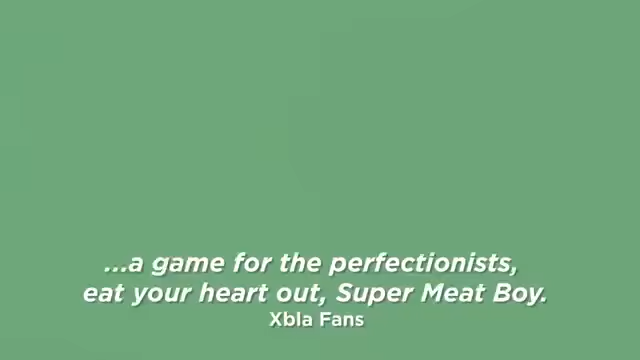 ...a game for the perfectionists,
eat your heart out, Super Meat Boy.
Xbla Fans